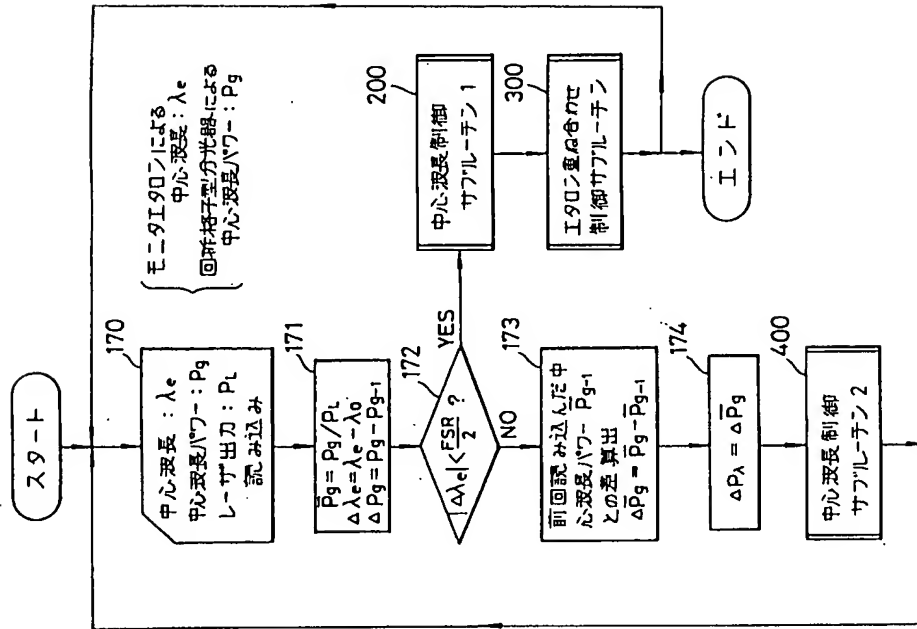 スタート
170
中心波長：λe
中心波長パワー：Pg
レーザ出力：PL
読み込み
モニタエタロンによる
中心波長：λe
回折格子型分光器による
中心波長パワー：Pg
171
P̄g＝Pg/PL
Δλe＝λe−λ0
ΔPg＝Pg−Pg-1
172
|Δλe|<FSR/2 ?
YES
NO
200
中心波長制御
サブルーチン1
300
エタロン重ね合わせ
制御サブルーチン
エンド
173
前回読み込んだ中
心波長パワー P̄g-1
との差算出
ΔP̄g＝P̄g−P̄g-1
174
ΔPλ＝ΔP̄g
400
中心波長制御
サブルーチン2